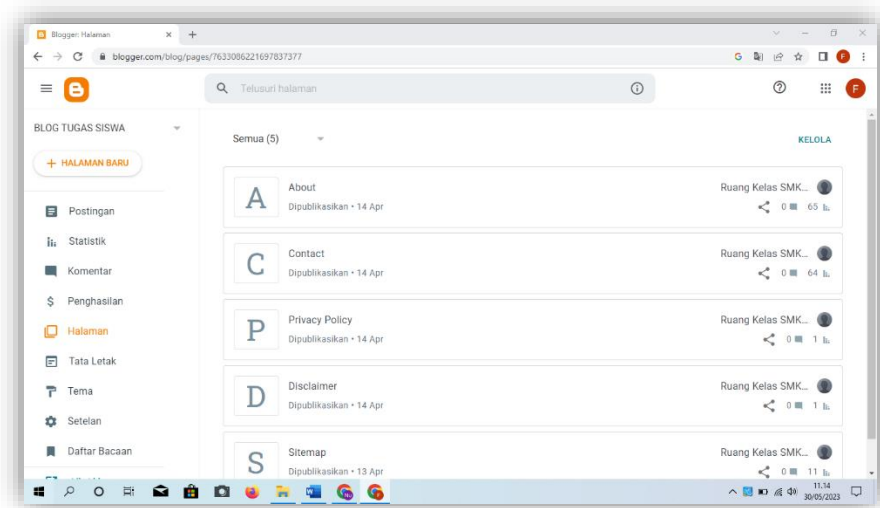 Blogger: Halaman
blogger.com/blog/pages/7633086221697837377
F
Telusuri halaman
F
BLOG TUGAS SISWA
Semua (5)
KELOLA
+ HALAMAN BARU
Postingan
Statistik
Komentar
Penghasilan
Halaman
Tata Letak
Tema
Setelan
Daftar Bacaan
A
About
Dipublikasikan • 14 Apr
Ruang Kelas SMK...
0 65
C
Contact
Dipublikasikan • 14 Apr
Ruang Kelas SMK...
0 64
P
Privacy Policy
Dipublikasikan • 14 Apr
Ruang Kelas SMK...
0 1
D
Disclaimer
Dipublikasikan • 14 Apr
Ruang Kelas SMK...
0 1
S
Sitemap
Dipublikasikan • 13 Apr
Ruang Kelas SMK...
0 11
11.14
30/05/2023